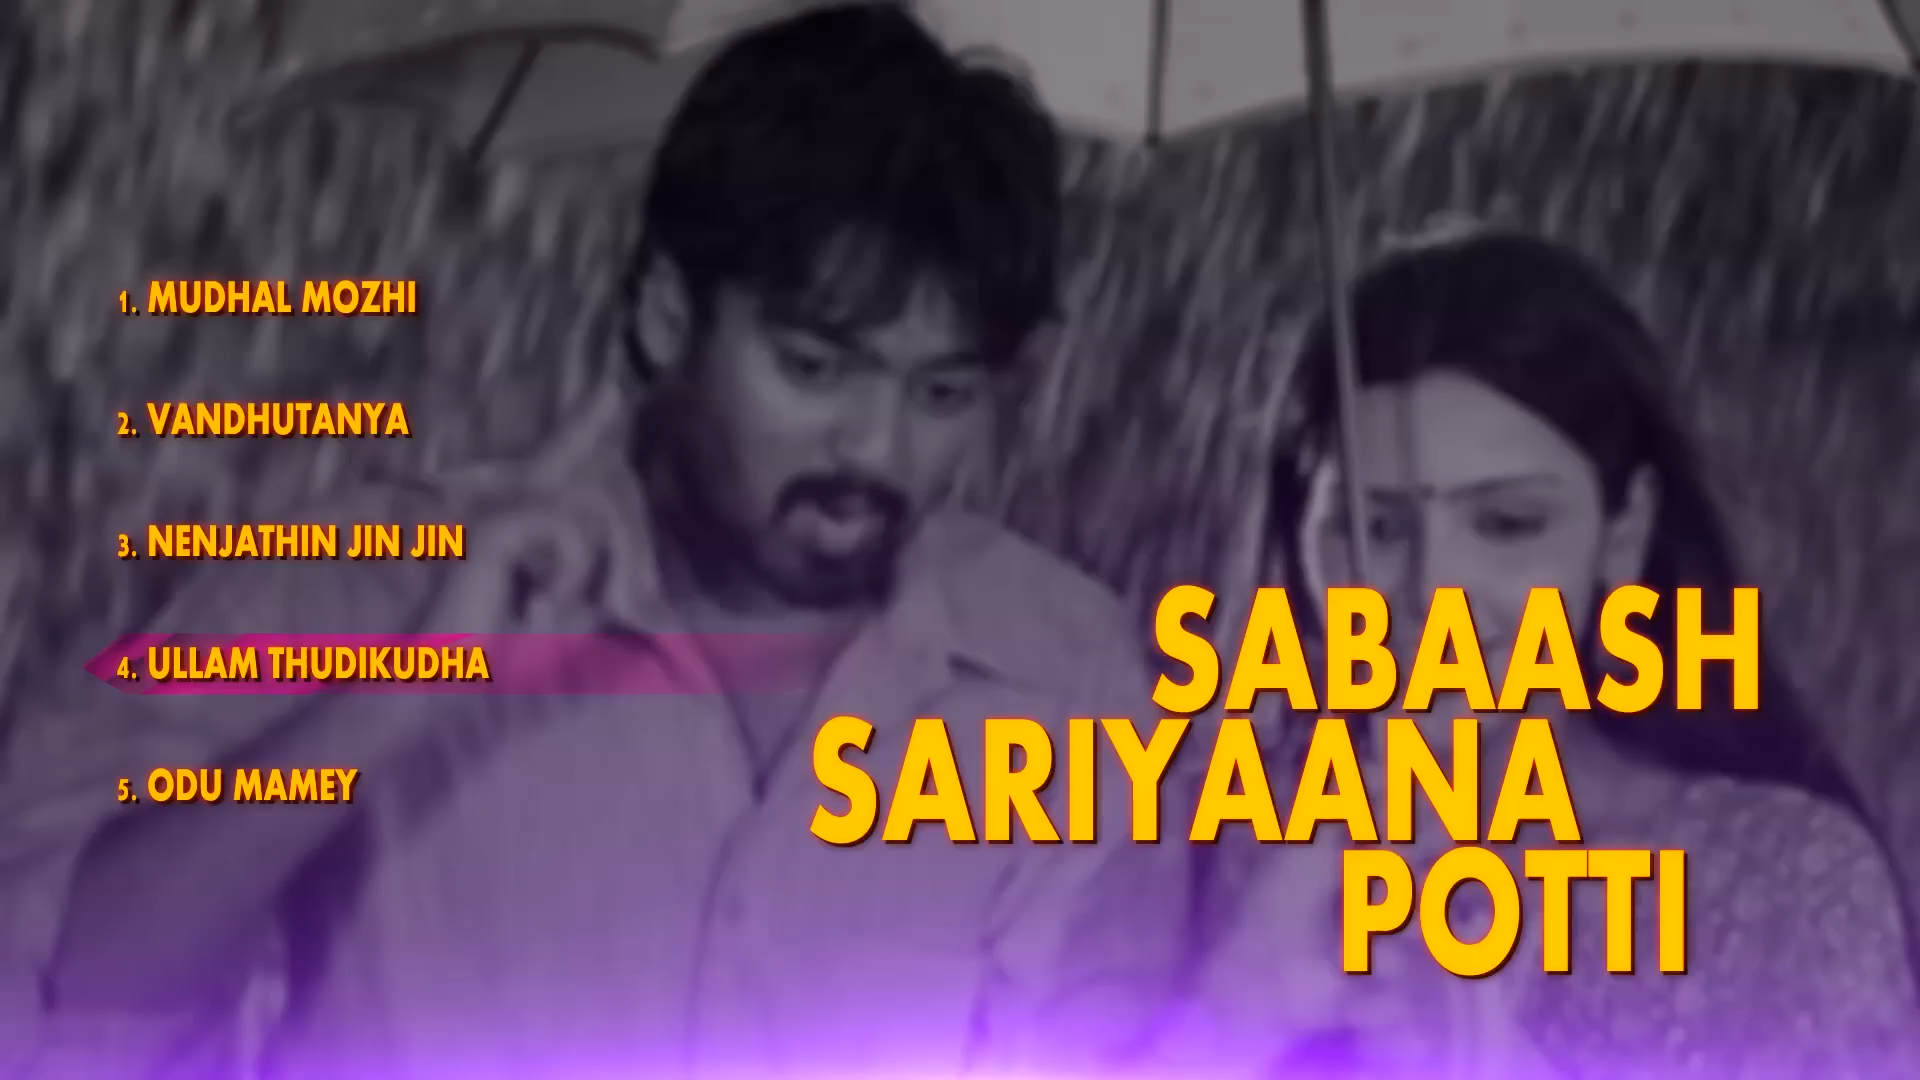 1. MUDHAL MOZHI
2. VANDHUTANYA
3. NENJATHIN JIN JIN
4. ULLAM THUDIKUDHA
5. ODU MAMEY
SABAASH
SARIYAANA
POTTI